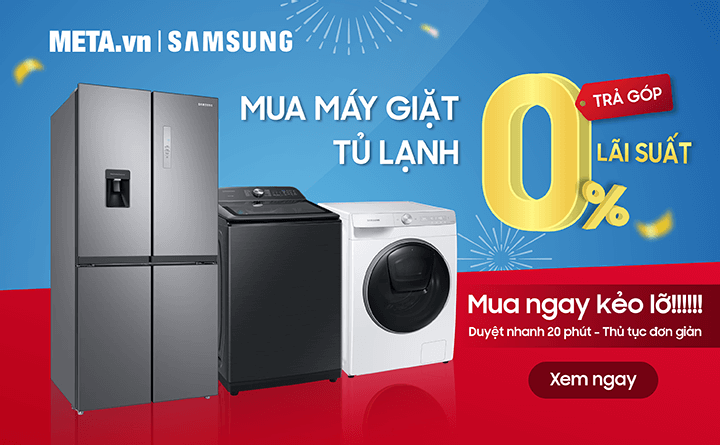 META.vn | SAMSUNG
MUA MÁY GIẶT
TỦ LẠNH
0%
TRẢ GÓP
LÃI SUẤT
SAMSUNG
Mua ngay kẻo lỡ!!!!!!
Duyệt nhanh 20 phút - Thủ tục đơn giản
Xem ngay